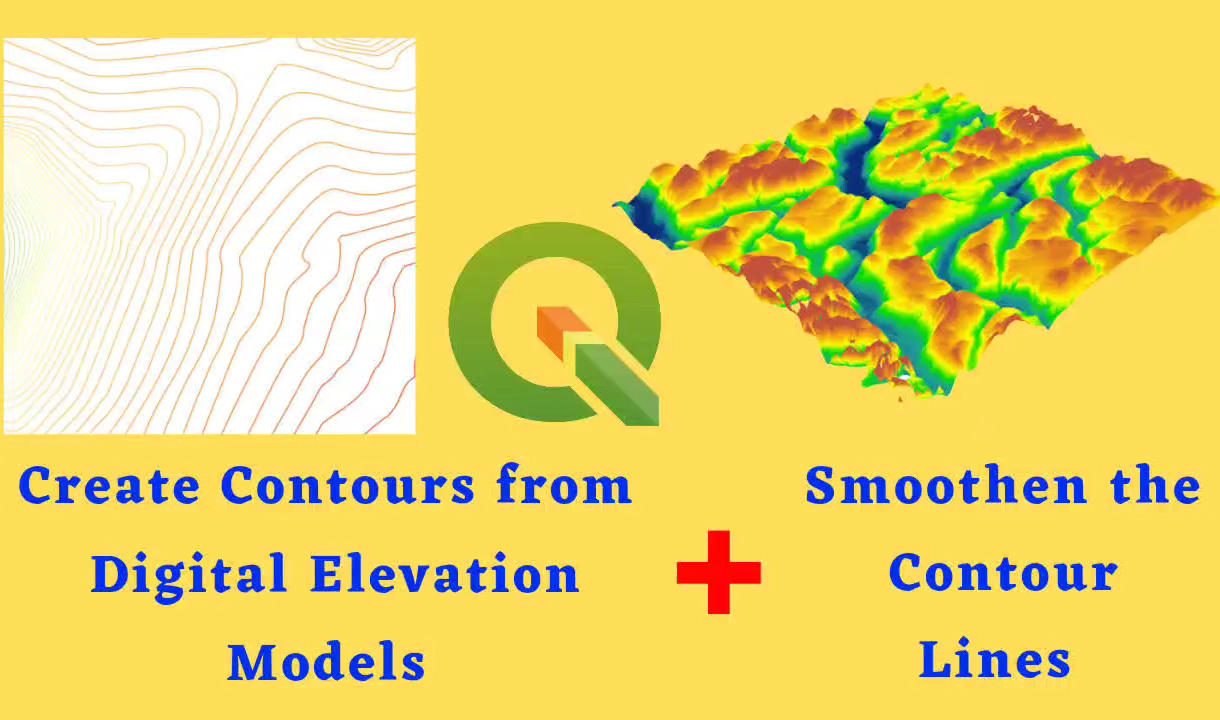 Create Contours from
Digital Elevation
Models
Smoothen the
Contour
Lines